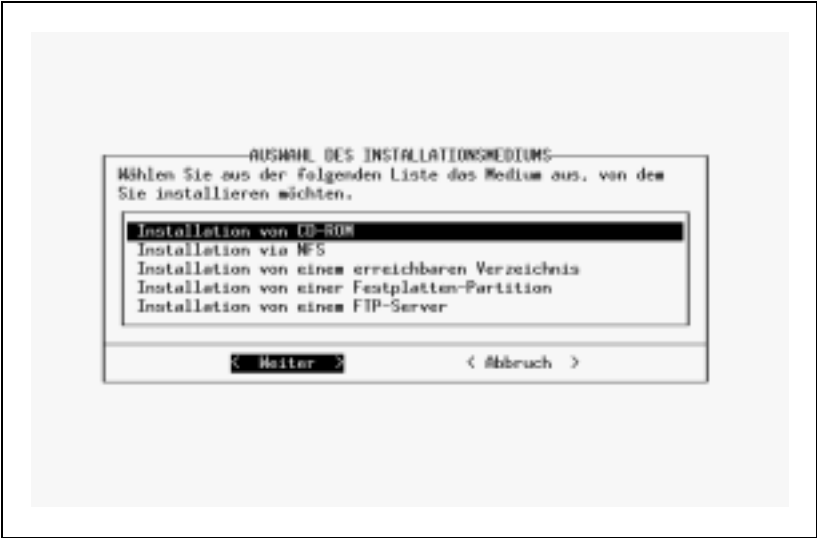 AUSWAHL DES INSTALLATIONSMEDIUMS
Wählen Sie aus der folgenden Liste das Medium aus, von dem
Sie installieren möchten.
Installation von CD-ROM
Installation via NFS
Installation von einem erreichbaren Verzeichnis
Installation von einer Festplatten-Partition
Installation von einem FTP-Server
< Weiter > < Abbruch >